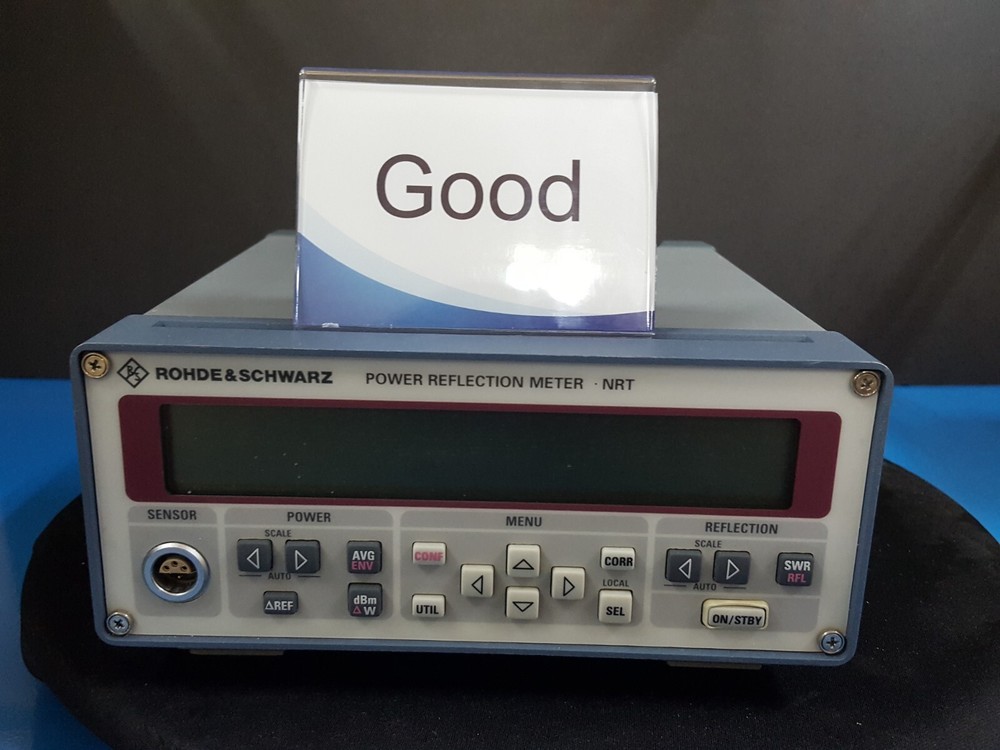 Good
R&S ROHDE&SCHWARZ POWER REFLECTION METER · NRT
SENSOR
POWER
MENU
REFLECTION
SCALE
AUTO
AVG
ENV
ΔREF
dBm
Δ W
CONF
UTIL
CORR
LOCAL
SEL
SCALE
AUTO
SWR
RFL
ON/STBY